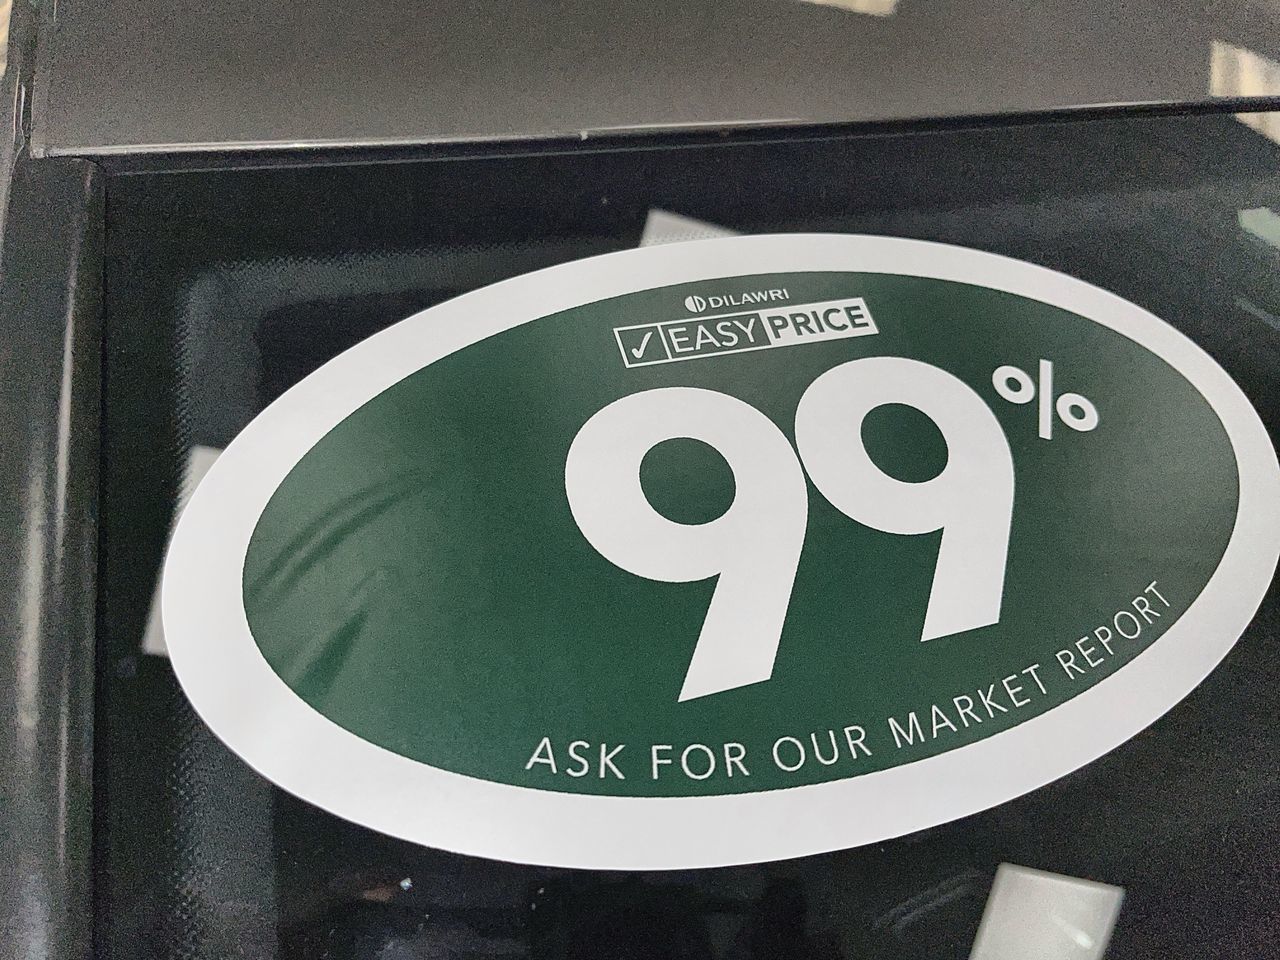 DILAWRI
✓ EASY PRICE
99%
ASK FOR OUR MARKET REPORT